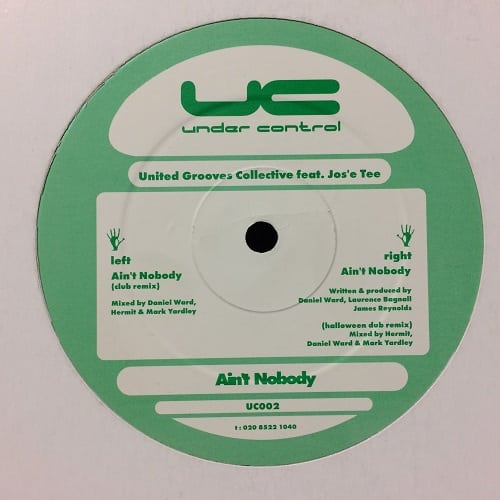 UC
under control
United Grooves Collective feat. Jos'e Tee
left
Ain't Nobody
(club remix)
Mixed by Daniel Ward,
Hermit & Mark Yardley
right
Ain't Nobody
Written & produced by
Daniel Ward, Laurence Bagnall
James Reynolds
(halloween dub remix)
Mixed by Hermit,
Daniel Ward & Mark Yardley
Ain't Nobody
UC002
t : 020 8522 1040